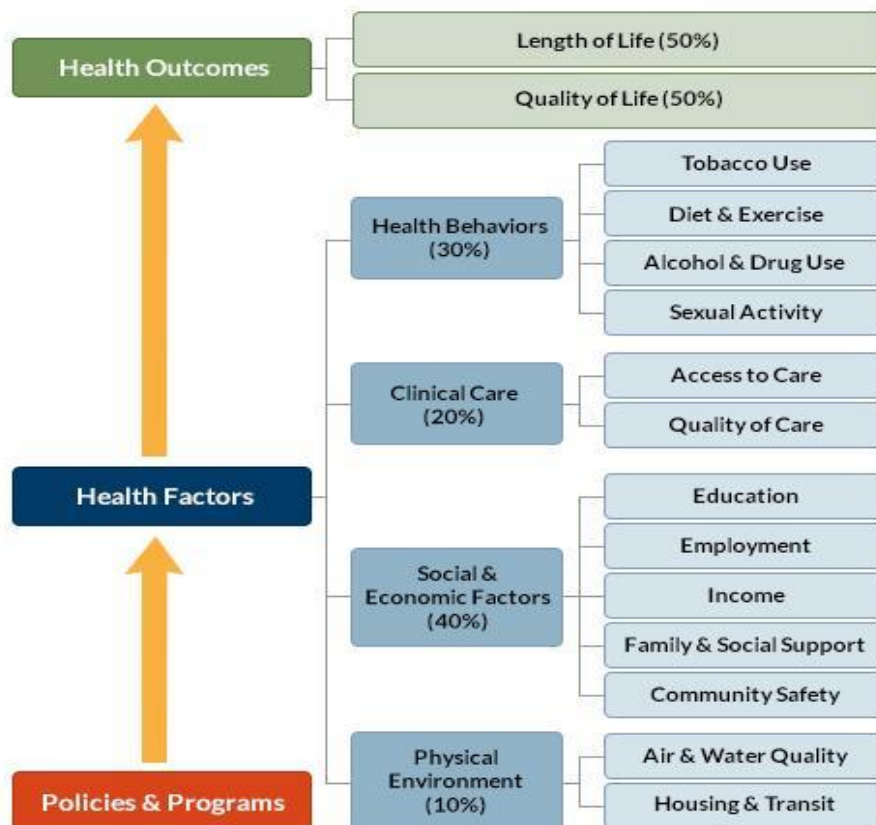 Health Outcomes
Length of Life (50%)
Quality of Life (50%)
Health Factors
Health Behaviors
(30%)
Tobacco Use
Diet & Exercise
Alcohol & Drug Use
Sexual Activity
Clinical Care
(20%)
Access to Care
Quality of Care
Social &
Economic Factors
(40%)
Education
Employment
Income
Family & Social Support
Community Safety
Physical
Environment
(10%)
Air & Water Quality
Housing & Transit
Policies & Programs